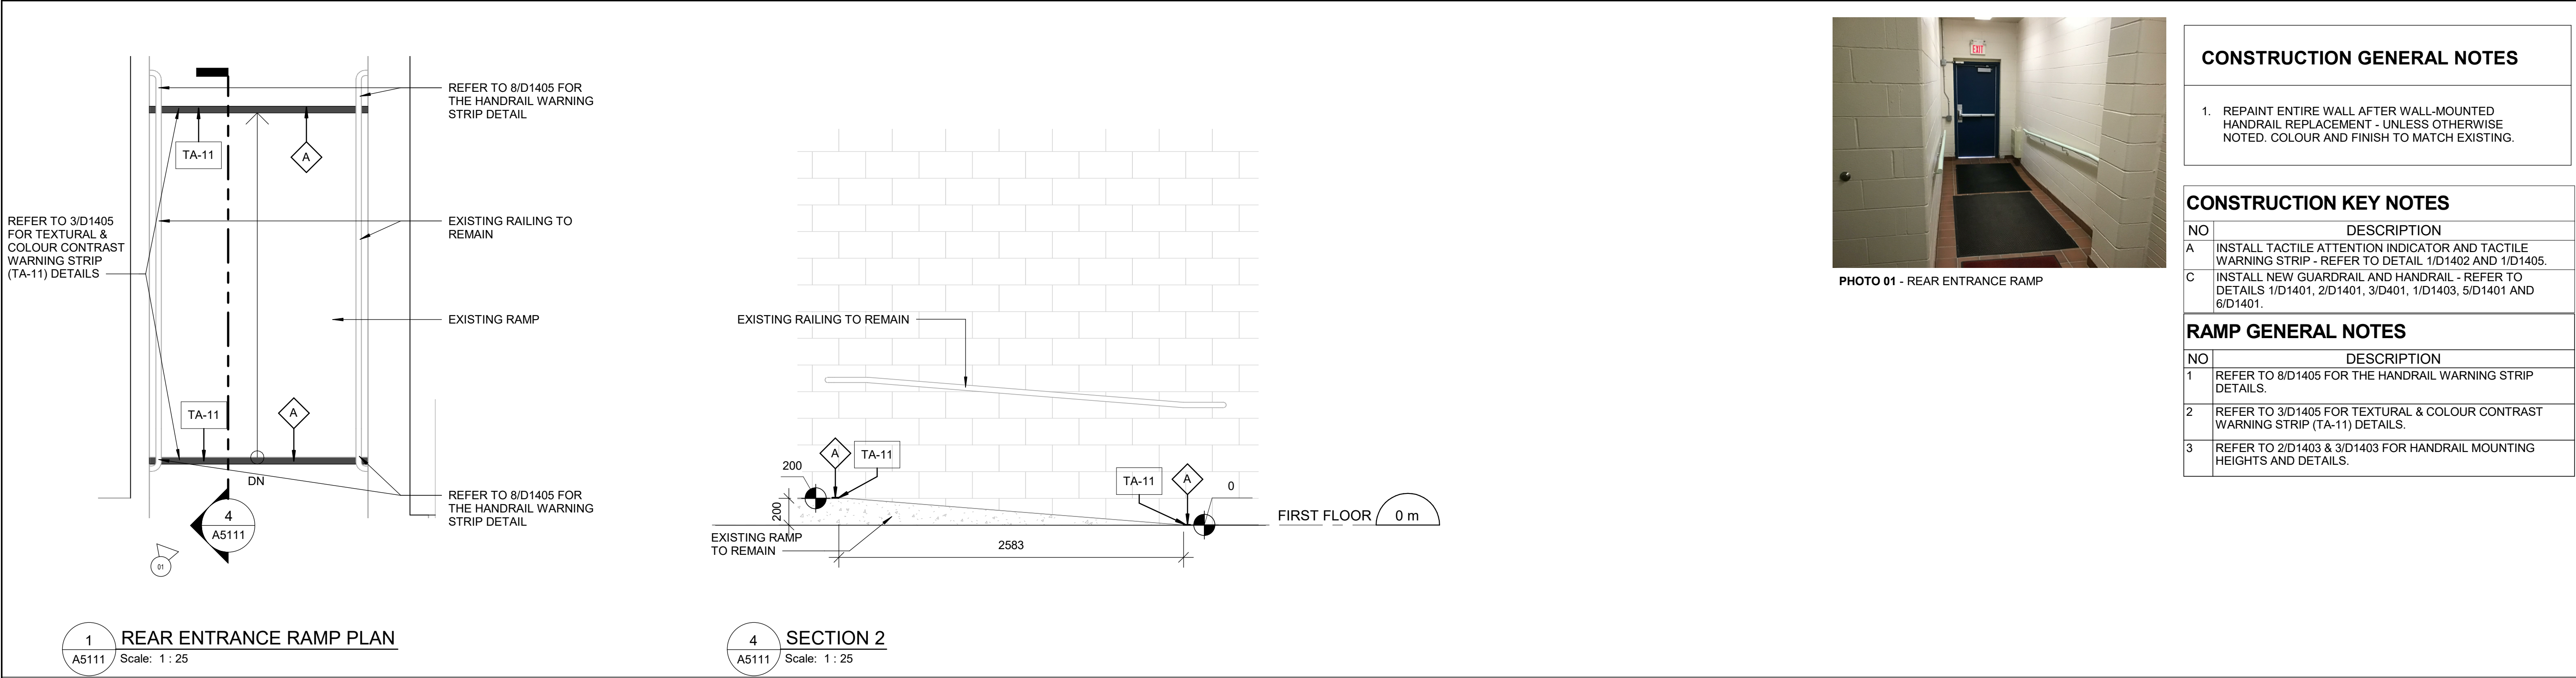 REFER TO 8/D1405 FOR
THE HANDRAIL WARNING
STRIP DETAIL
TA-11
A
REFER TO 3/D1405
FOR TEXTURAL &
COLOUR CONTRAST
WARNING STRIP
(TA-11) DETAILS
EXISTING RAILING TO
REMAIN
EXISTING RAMP
TA-11
A
DN
REFER TO 8/D1405 FOR
THE HANDRAIL WARNING
STRIP DETAIL
4
A5111
01
1
A5111
REAR ENTRANCE RAMP PLAN
Scale: 1 : 25
EXISTING RAILING TO REMAIN
A
TA-11
200
200
TA-11
A
0
FIRST FLOOR
0 m
EXISTING RAMP
TO REMAIN
2583
4
A5111
SECTION 2
Scale: 1 : 25
EXIT
PHOTO 01 - REAR ENTRANCE RAMP
CONSTRUCTION GENERAL NOTES
1. REPAINT ENTIRE WALL AFTER WALL-MOUNTED
HANDRAIL REPLACEMENT - UNLESS OTHERWISE
NOTED. COLOUR AND FINISH TO MATCH EXISTING.
CONSTRUCTION KEY NOTES
NO DESCRIPTION
A INSTALL TACTILE ATTENTION INDICATOR AND TACTILE
WARNING STRIP - REFER TO DETAIL 1/D1402 AND 1/D1405.
C INSTALL NEW GUARDRAIL AND HANDRAIL - REFER TO
DETAILS 1/D1401, 2/D1401, 3/D401, 1/D1403, 5/D1401 AND
6/D1401.
RAMP GENERAL NOTES
NO DESCRIPTION
1 REFER TO 8/D1405 FOR THE HANDRAIL WARNING STRIP
DETAILS.
2 REFER TO 3/D1405 FOR TEXTURAL & COLOUR CONTRAST
WARNING STRIP (TA-11) DETAILS.
3 REFER TO 2/D1403 & 3/D1403 FOR HANDRAIL MOUNTING
HEIGHTS AND DETAILS.